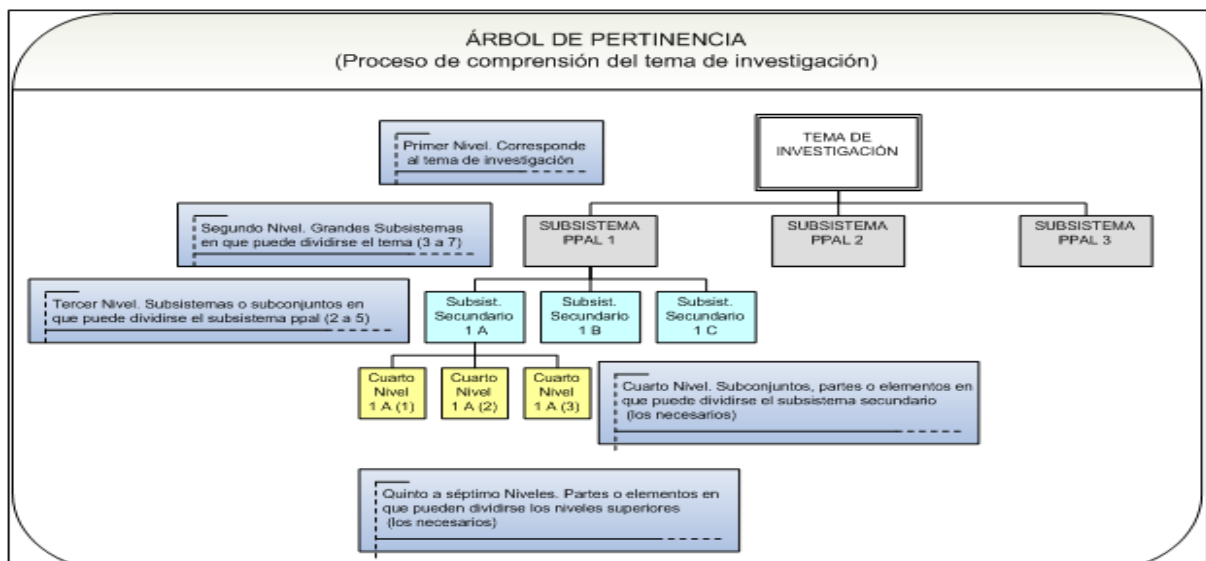 ÁRBOL DE PERTINENCIA
(Proceso de comprensión del tema de investigación)
TEMA DE
INVESTIGACIÓN
Primer Nivel. Corresponde
al tema de investigación
Segundo Nivel. Grandes Subsistemas
en que puede dividirse el tema (3 a 7)
SUBSISTEMA
PPAL 1
SUBSISTEMA
PPAL 2
SUBSISTEMA
PPAL 3
Tercer Nivel. Subsistemas o subconjuntos en
que puede dividirse el subsistema ppal (2 a 5)
Subsist.
Secundario
1 A
Subsist.
Secundario
1 B
Subsist.
Secundario
1 C
Cuarto
Nivel
1 A (1)
Cuarto
Nivel
1 A (2)
Cuarto
Nivel
1 A (3)
Cuarto Nivel. Subconjuntos, partes o elementos en
que puede dividirse el subsistema secundario
(los necesarios)
Quinto a séptimo Niveles. Partes o elementos en
que pueden dividirse los niveles superiores
(los necesarios)